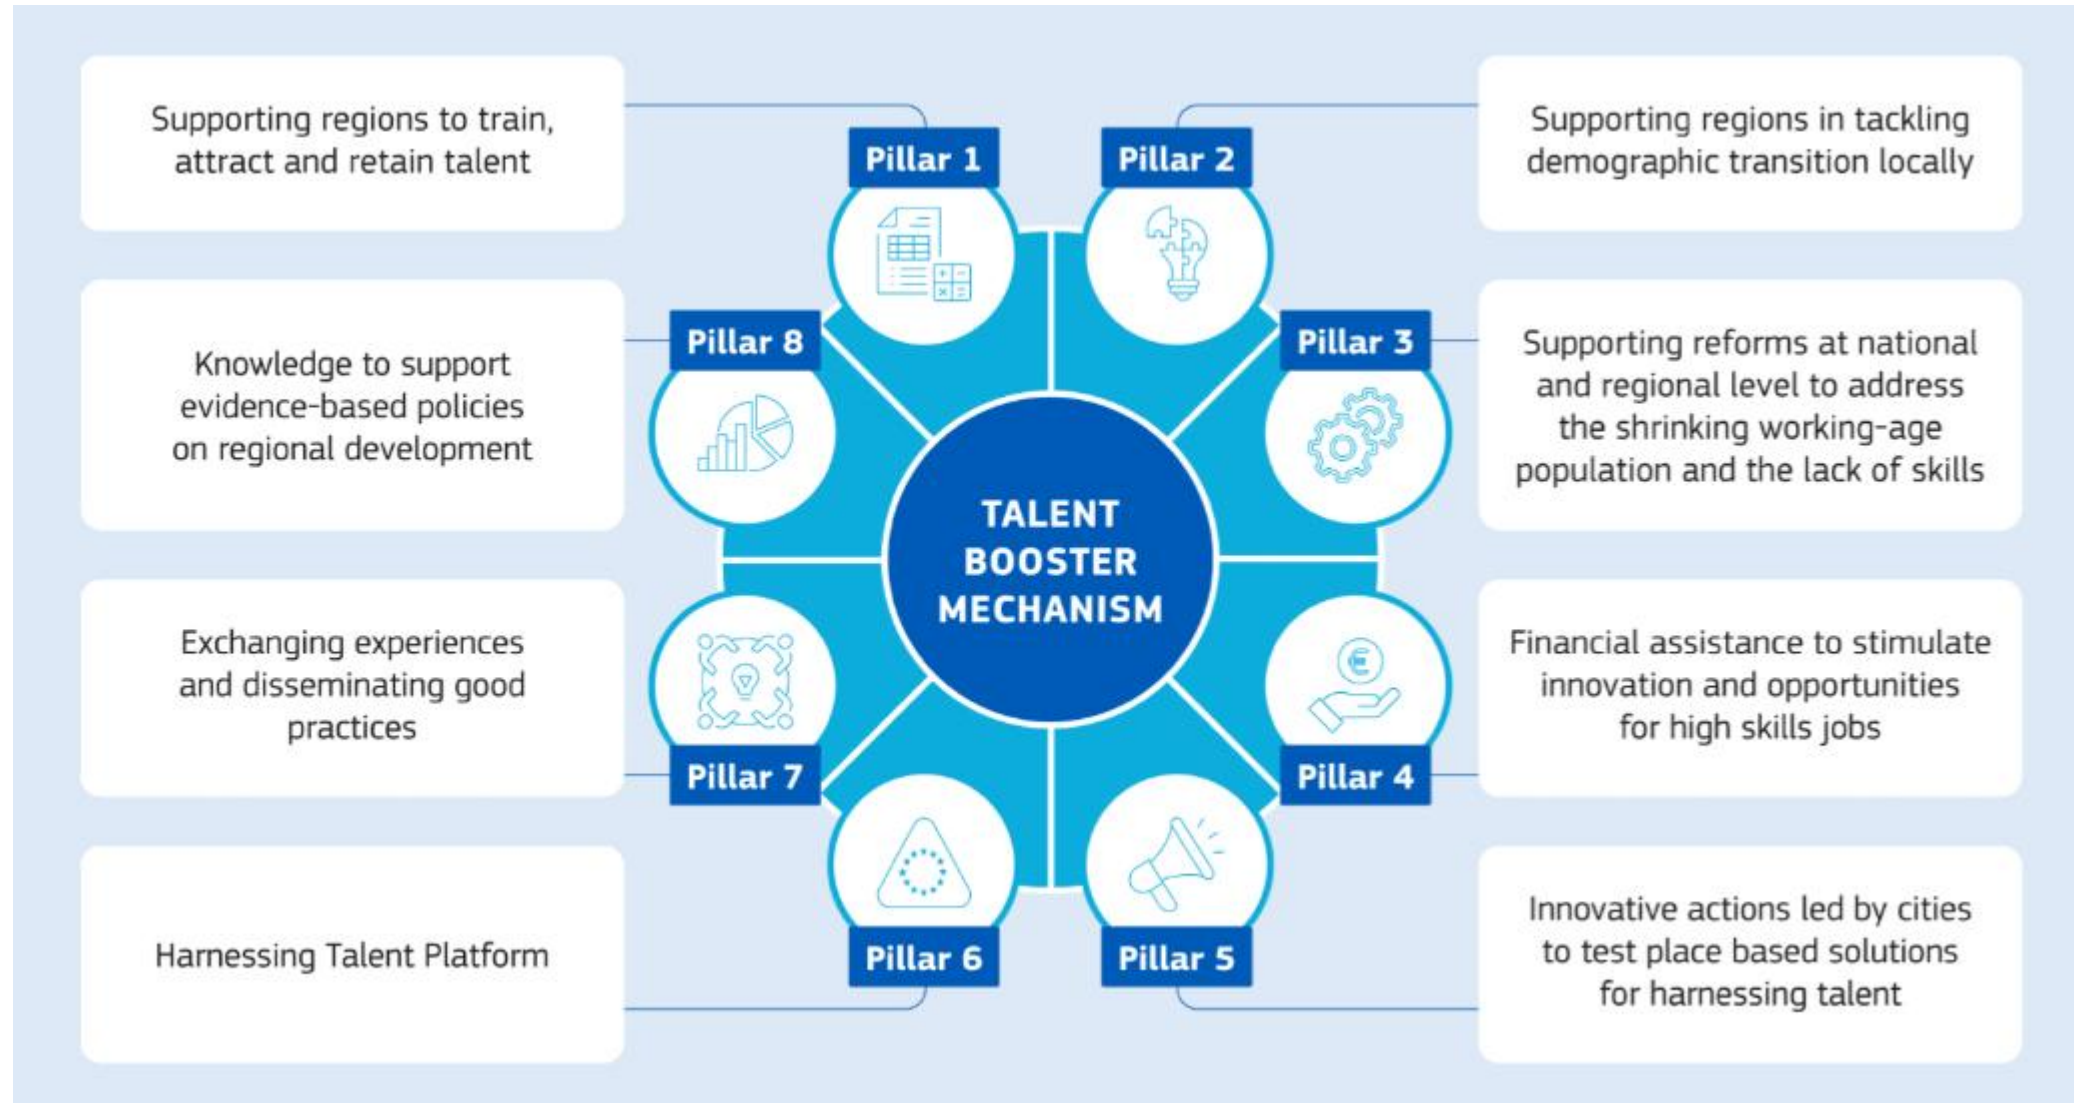 Supporting regions to train,
attract and retain talent
Pillar 1
Pillar 2
Supporting regions in tackling
demographic transition locally
Pillar 3
Supporting reforms at national
and regional level to address
the shrinking working-age
population and the lack of skills
Pillar 4
Financial assistance to stimulate
innovation and opportunities
for high skills jobs
Pillar 5
Innovative actions led by cities
to test place based solutions
for harnessing talent
Pillar 6
Harnessing Talent Platform
Pillar 7
Exchanging experiences
and disseminating good
practices
Pillar 8
Knowledge to support
evidence-based policies
on regional development
TALENT
BOOSTER
MECHANISM